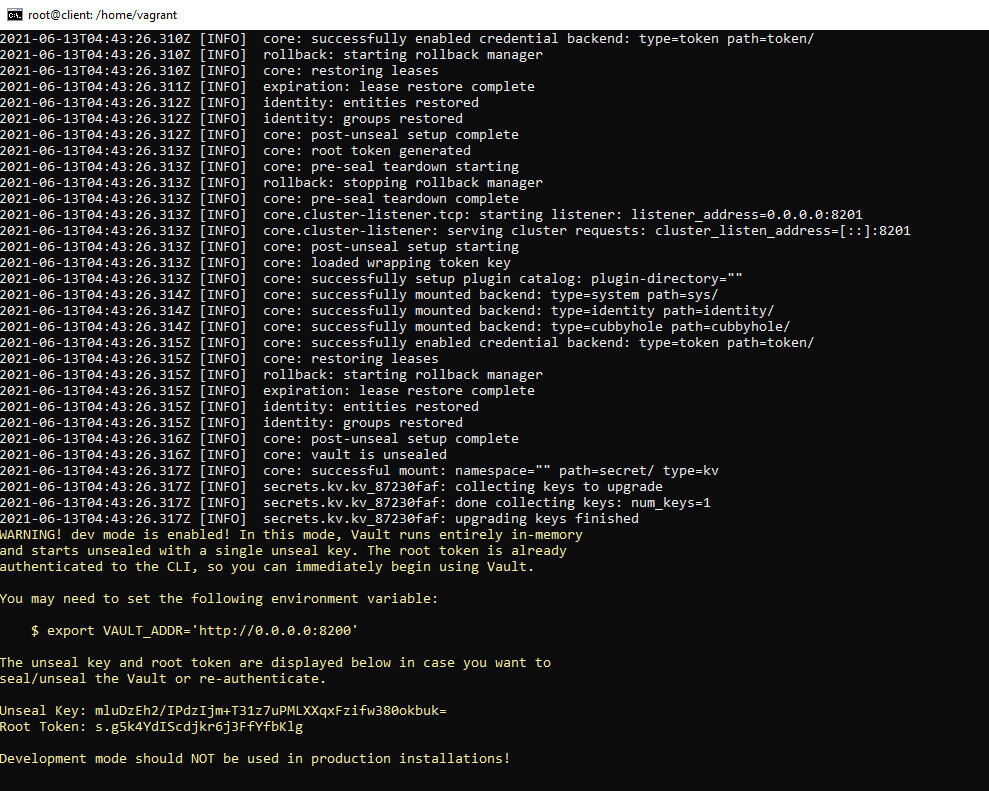 root@client: /home/vagrant
2021-06-13T04:43:26.310Z [INFO]  core: successfully enabled credential backend: type=token path=token/
2021-06-13T04:43:26.310Z [INFO]  rollback: starting rollback manager
2021-06-13T04:43:26.310Z [INFO]  core: restoring leases
2021-06-13T04:43:26.311Z [INFO]  expiration: lease restore complete
2021-06-13T04:43:26.312Z [INFO]  identity: entities restored
2021-06-13T04:43:26.312Z [INFO]  identity: groups restored
2021-06-13T04:43:26.312Z [INFO]  core: post-unseal setup complete
2021-06-13T04:43:26.313Z [INFO]  core: root token generated
2021-06-13T04:43:26.313Z [INFO]  core: pre-seal teardown starting
2021-06-13T04:43:26.313Z [INFO]  rollback: stopping rollback manager
2021-06-13T04:43:26.313Z [INFO]  core: pre-seal teardown complete
2021-06-13T04:43:26.313Z [INFO]  core.cluster-listener.tcp: starting listener: listener_address=0.0.0.0:8201
2021-06-13T04:43:26.313Z [INFO]  core.cluster-listener: serving cluster requests: cluster_listen_address=[::]:8201
2021-06-13T04:43:26.313Z [INFO]  core: post-unseal setup starting
2021-06-13T04:43:26.313Z [INFO]  core: loaded wrapping token key
2021-06-13T04:43:26.313Z [INFO]  core: successfully setup plugin catalog: plugin-directory=""
2021-06-13T04:43:26.314Z [INFO]  core: successfully mounted backend: type=system path=sys/
2021-06-13T04:43:26.314Z [INFO]  core: successfully mounted backend: type=identity path=identity/
2021-06-13T04:43:26.314Z [INFO]  core: successfully mounted backend: type=cubbyhole path=cubbyhole/
2021-06-13T04:43:26.315Z [INFO]  core: successfully enabled credential backend: type=token path=token/
2021-06-13T04:43:26.315Z [INFO]  core: restoring leases
2021-06-13T04:43:26.315Z [INFO]  rollback: starting rollback manager
2021-06-13T04:43:26.315Z [INFO]  expiration: lease restore complete
2021-06-13T04:43:26.315Z [INFO]  identity: entities restored
2021-06-13T04:43:26.315Z [INFO]  identity: groups restored
2021-06-13T04:43:26.316Z [INFO]  core: post-unseal setup complete
2021-06-13T04:43:26.316Z [INFO]  core: vault is unsealed
2021-06-13T04:43:26.317Z [INFO]  core: successful mount: namespace="" path=secret/ type=kv
2021-06-13T04:43:26.317Z [INFO]  secrets.kv.kv_87230faf: collecting keys to upgrade
2021-06-13T04:43:26.317Z [INFO]  secrets.kv.kv_87230faf: done collecting keys: num_keys=1
2021-06-13T04:43:26.317Z [INFO]  secrets.kv.kv_87230faf: upgrading keys finished
WARNING! dev mode is enabled! In this mode, Vault runs entirely in-memory
and starts unsealed with a single unseal key. The root token is already
authenticated to the CLI, so you can immediately begin using Vault.
You may need to set the following environment variable:
$ export VAULT_ADDR='http://0.0.0.0:8200'
The unseal key and root token are displayed below in case you want to
seal/unseal the Vault or re-authenticate.
Unseal Key: mluDzEh2/IPdzIjm+T31z7uPMLXXqxFzifw380okbuk=
Root Token: s.g5k4YdIScdjkr6j3FfYfbKlg
Development mode should NOT be used in production installations!